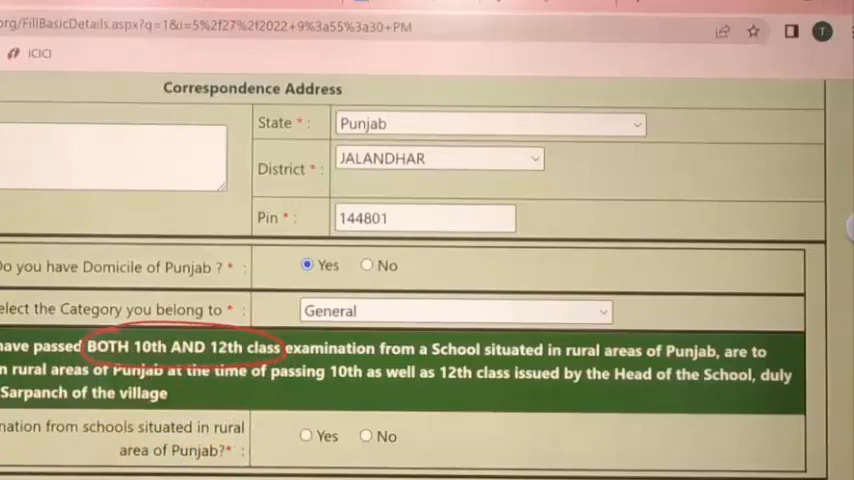 org/FillBasicDetails.aspx?q=1&i=5%2f27%2f2022+9%3a55%3a30+PM
T
ICICI
Correspondence Address
State * :
Punjab
District * :
JALANDHAR
Pin * :
144801
Do you have Domicile of Punjab ? * :
Yes No
elect the Category you belong to * :
General
have passed BOTH 10th AND 12th class examination from a School situated in rural areas of Punjab, are to
n rural areas of Punjab at the time of passing 10th as well as 12th class issued by the Head of the School, duly
Sarpanch of the village
nation from schools situated in rural
area of Punjab?* :
Yes No